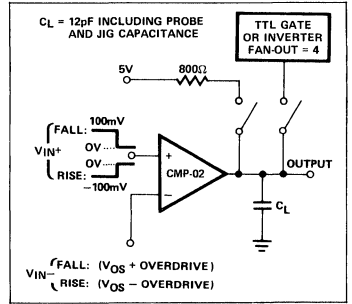 C_L = 12pF INCLUDING PROBE
AND JIG CAPACITANCE
TTL GATE
OR INVERTER
FAN-OUT = 4
5V
800Ω
FALL: 100mV
0V
V_IN+
0V
RISE: −100mV
+
CMP-02
−
OUTPUT
C_L
V_IN− FALL: (V_OS + OVERDRIVE)
RISE: (V_OS − OVERDRIVE)